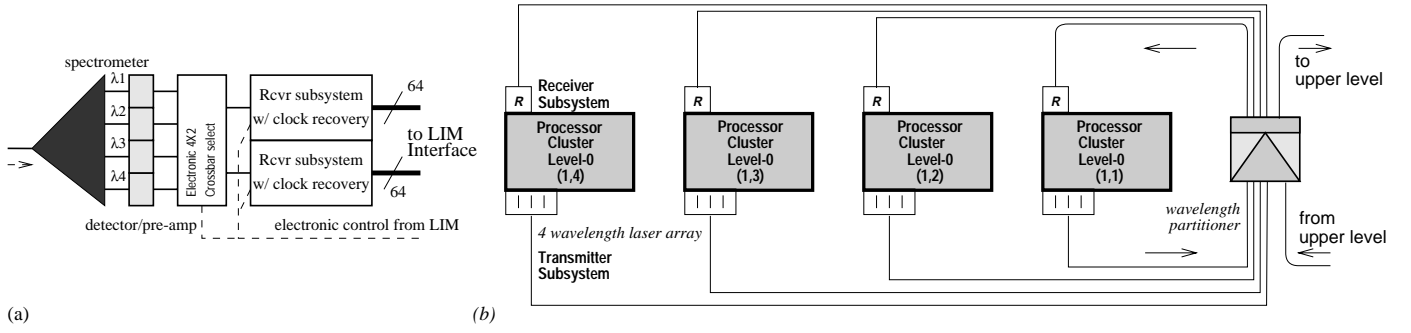 spectrometer
λ1
λ2
λ3
λ4
Electronic 4X2
Crossbar select
Rcvr subsystem
w/ clock recovery
Rcvr subsystem
w/ clock recovery
64
to LIM
Interface
64
detector/pre-amp
electronic control from LIM
(a)
R
Receiver
Subsystem
R
R
R
Processor
Cluster
Level-0
(1,4)
Processor
Cluster
Level-0
(1,3)
Processor
Cluster
Level-0
(1,2)
Processor
Cluster
Level-0
(1,1)
to
upper level
4 wavelength laser array
Transmitter
Subsystem
wavelength
partitioner
from
upper level
(b)